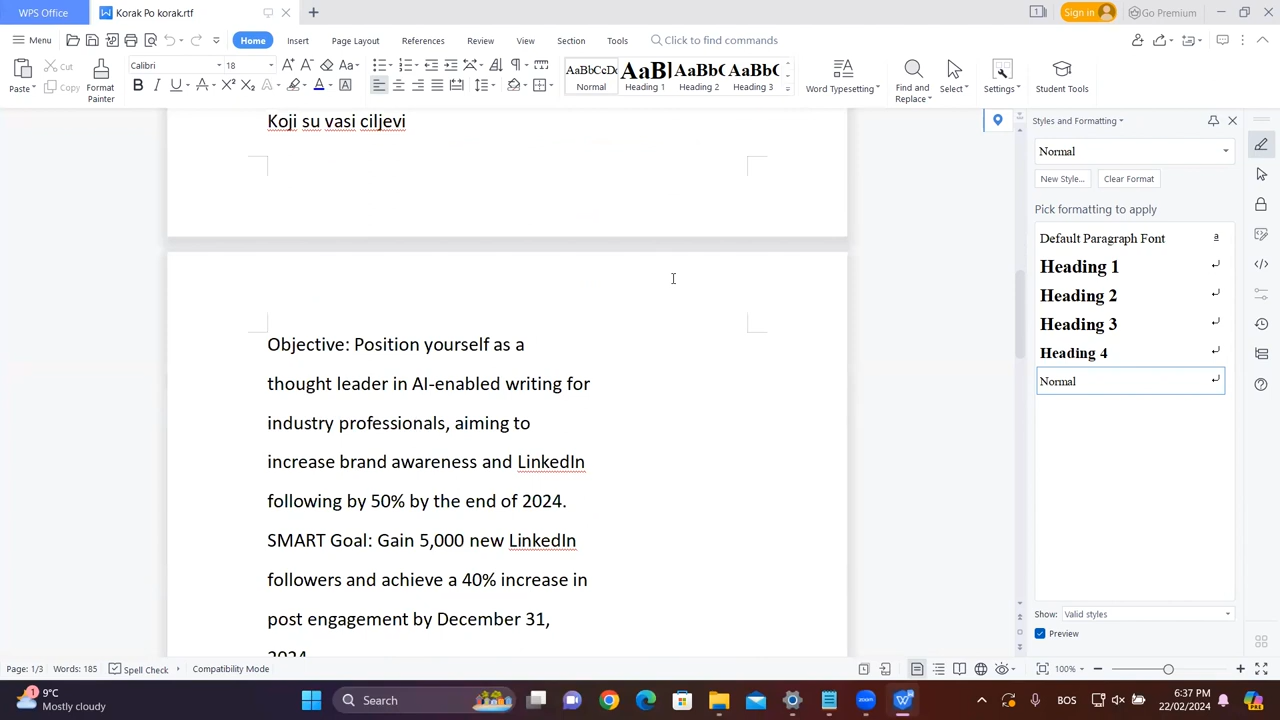 WPS Office
Korak Po korak.rtf
1
Sign in
Go Premium
Menu
Home
Insert
Page Layout
References
Review
View
Section
Tools
Click to find commands
Paste
Cut
Copy
Format
Painter
Calibri
18
AaBbCcDd
Normal
AaBl
Heading 1
AaBb(
Heading 2
AaBb(
Heading 3
Word Typesetting
Find and
Replace
Select
Settings
Student Tools
Koji su vasi ciljevi
Objective: Position yourself as a
thought leader in AI-enabled writing for
industry professionals, aiming to
increase brand awareness and LinkedIn
following by 50% by the end of 2024.
SMART Goal: Gain 5,000 new LinkedIn
followers and achieve a 40% increase in
post engagement by December 31,
2024
Styles and Formatting
Normal
New Style...
Clear Format
Pick formatting to apply
Default Paragraph Font a
Heading 1
Heading 2
Heading 3
Heading 4
Normal
Show: Valid styles
Preview
Page: 1/3 Words: 185 Spell Check Compatibility Mode
100%
9°C
Mostly cloudy
Search
BOS
6:37 PM
22/02/2024